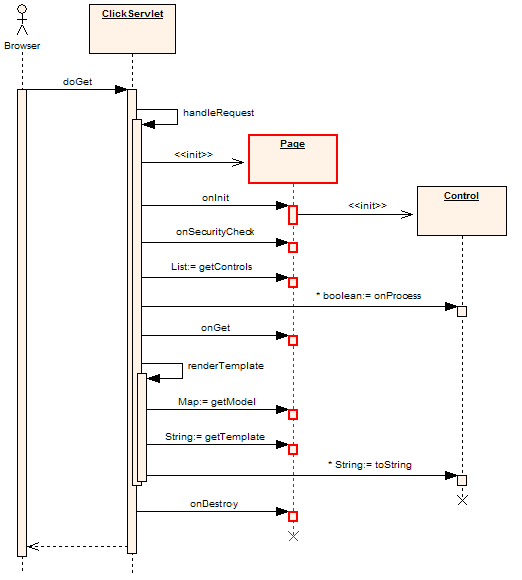 ClickServlet
Browser
doGet
handleRequest
Page
<<init>>
onInit
<<init>>
Control
onSecurityCheck
List:= getControls
* boolean:= onProcess
onGet
renderTemplate
Map:= getModel
String:= getTemplate
* String:= toString
onDestroy